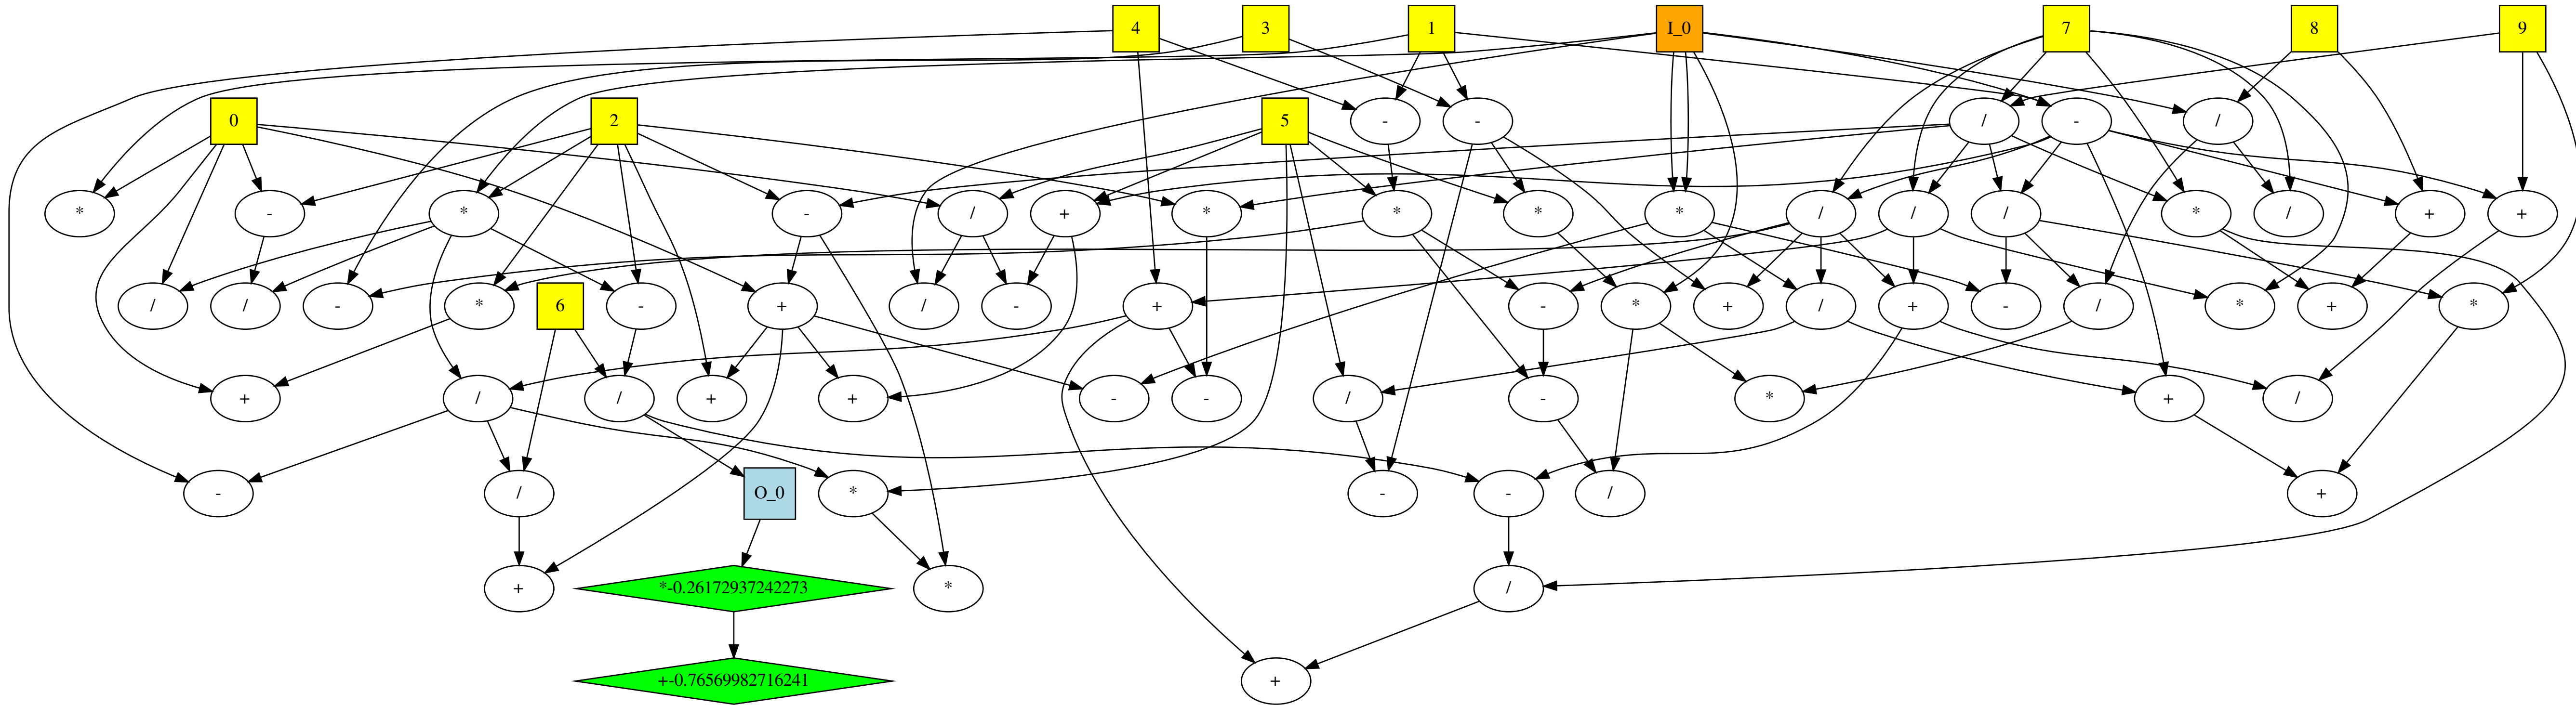 4 3 1 I_0 7 8 9
0 2 5 - - / - /
* - * - / + * * * * / / / * / + +
/ / - * - + / - + - * + / + - / * + *
6
+ / / + + - - / - * + /
- / O_0 * - - / +
+ *-0.26172937242273 * /
+-0.76569982716241 +